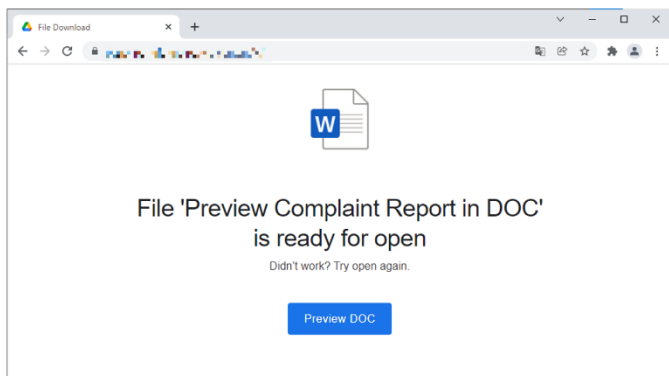 File Download
W
File 'Preview Complaint Report in DOC'
is ready for open
Didn't work? Try open again.
Preview DOC